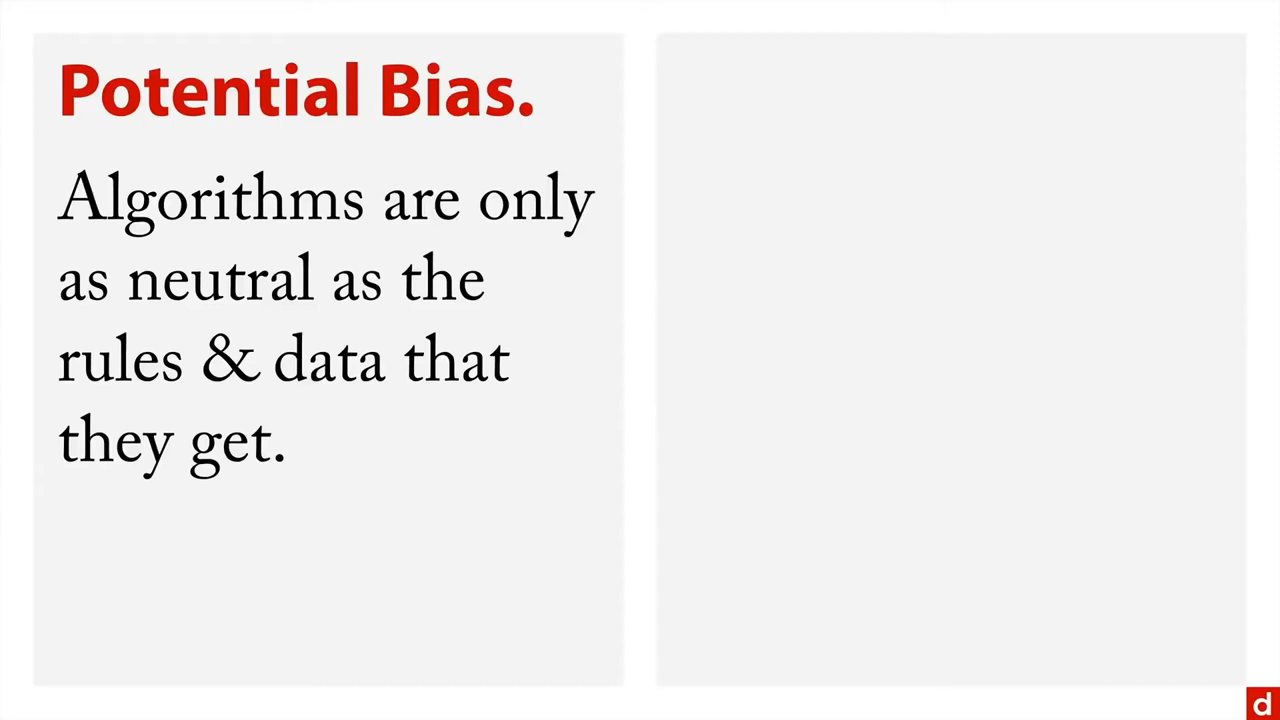 Potential Bias.
Algorithms are only
as neutral as the
rules & data that
they get.
d